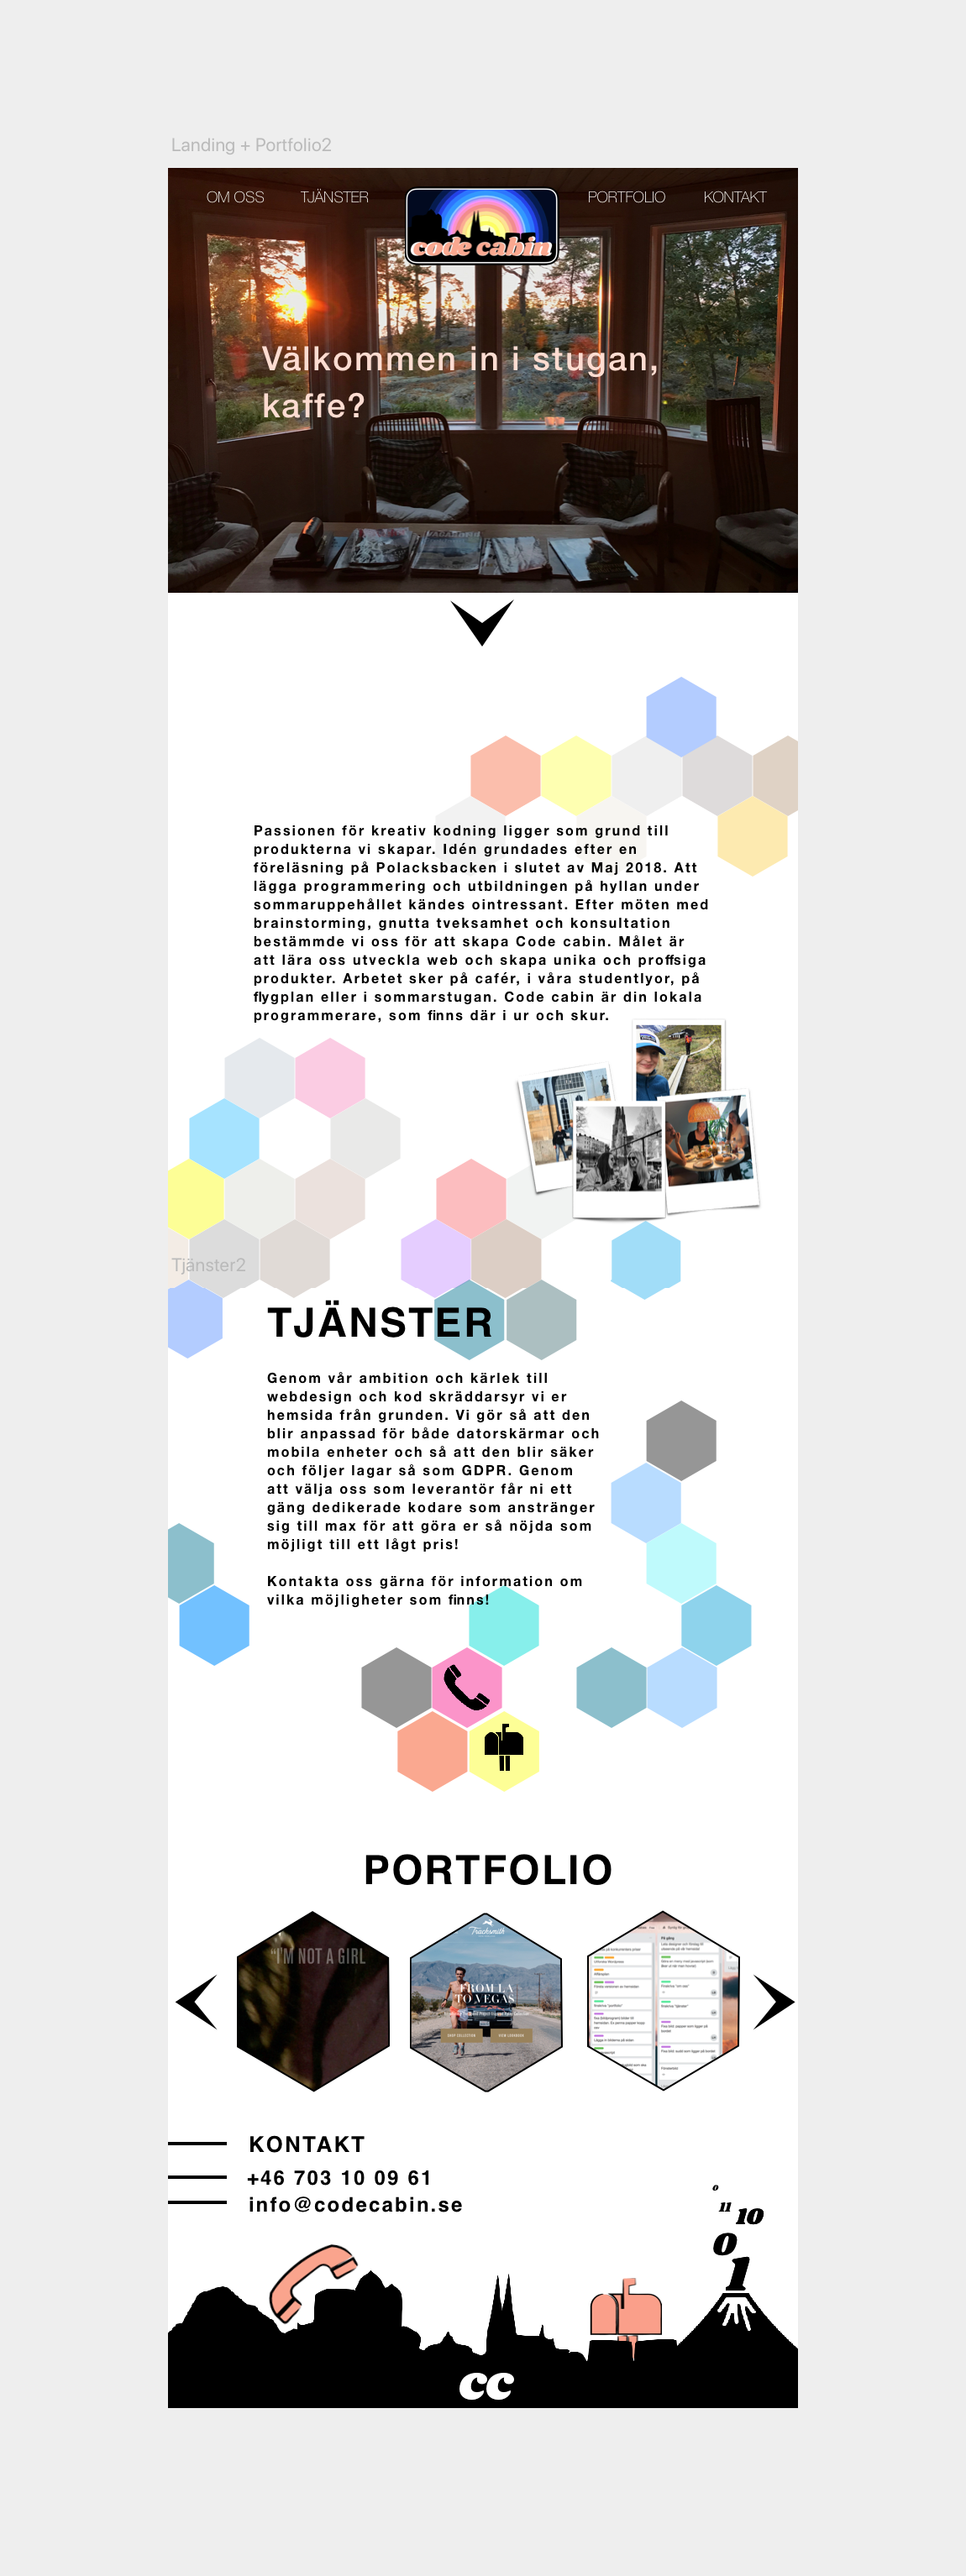 Landing + Portfolio2
OM OSS TJÄNSTER PORTFOLIO KONTAKT
code cabin
Välkommen in i stugan,
kaffe?
Passionen för kreativ kodning ligger som grund till
produkterna vi skapar. Idén grundades efter en
föreläsning på Polacksbacken i slutet av Maj 2018. Att
lägga programmering och utbildningen på hyllan under
sommaruppehållet kändes ointressant. Efter möten med
brainstorming, gnutta tveksamhet och konsultation
bestämmde vi oss för att skapa Code cabin. Målet är
att lära oss utveckla web och skapa unika och proffsiga
produkter. Arbetet sker på cafér, i våra studentlyor, på
flygplan eller i sommarstugan. Code cabin är din lokala
programmerare, som finns där i ur och skur.
Tjänster2
TJÄNSTER
Genom vår ambition och kärlek till
webdesign och kod skräddarsyr vi er
hemsida från grunden. Vi gör så att den
blir anpassad för både datorskärmar och
mobila enheter och så att den blir säker
och följer lagar så som GDPR. Genom
att välja oss som leverantör får ni ett
gäng dedikerade kodare som anstränger
sig till max för att göra er så nöjda som
möjligt till ett lågt pris!
Kontakta oss gärna för information om
vilka möjligheter som finns!
PORTFOLIO
"I'M NOT A GIRL
Tracksmith
FROM LA
TO VEGAS
KONTAKT
+46 703 10 09 61
info@codecabin.se
0
11
10
0
1
cc